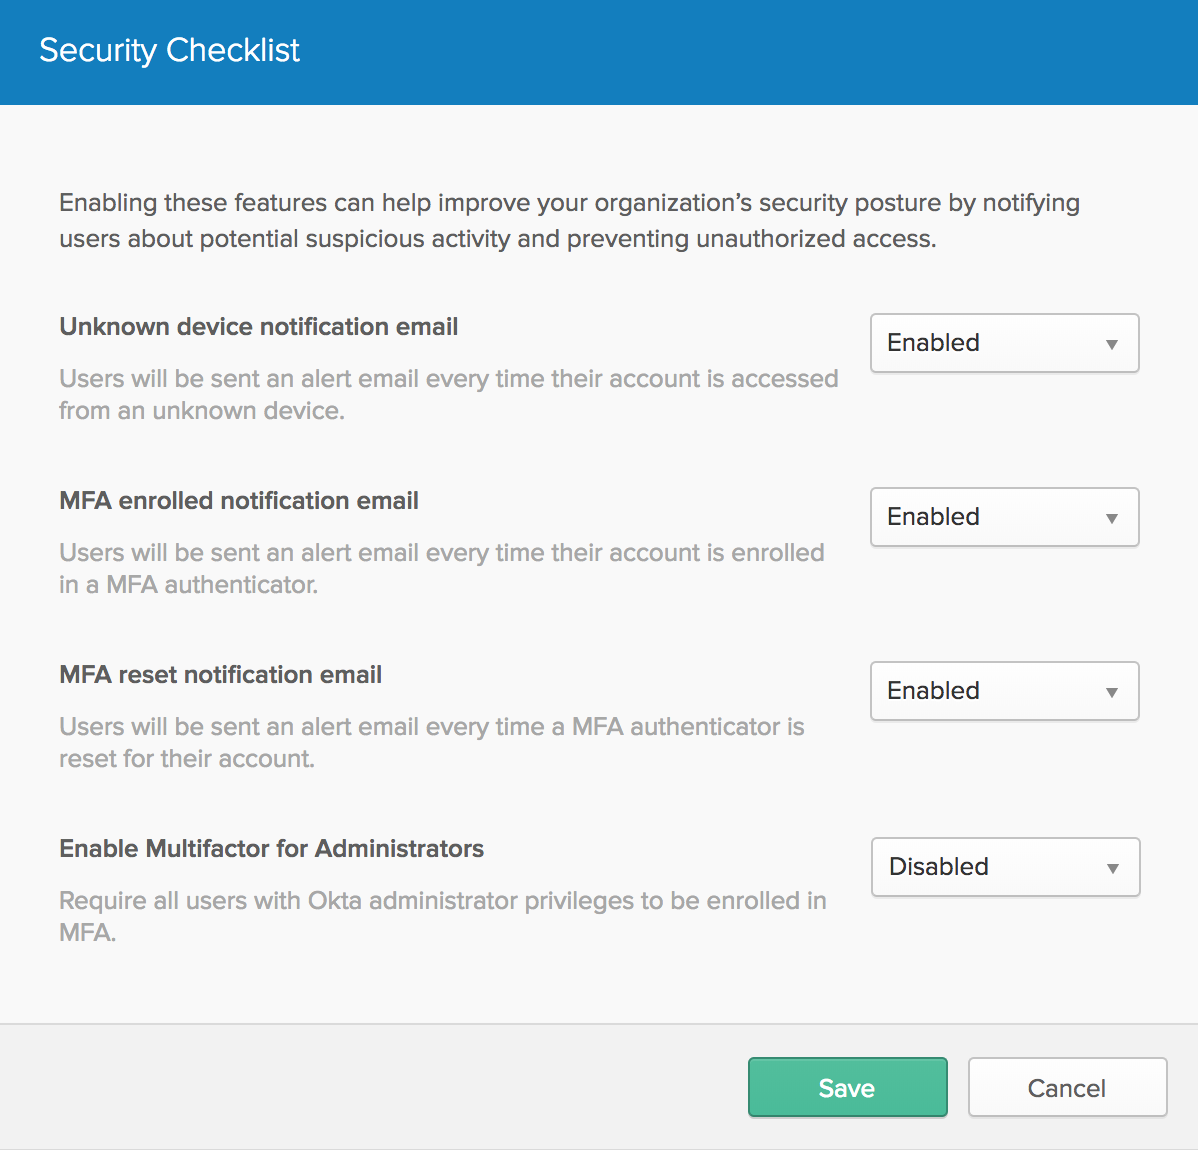 Security Checklist
Enabling these features can help improve your organization’s security posture by notifying
users about potential suspicious activity and preventing unauthorized access.
Unknown device notification email
Enabled
Users will be sent an alert email every time their account is accessed
from an unknown device.
MFA enrolled notification email
Enabled
Users will be sent an alert email every time their account is enrolled
in a MFA authenticator.
MFA reset notification email
Enabled
Users will be sent an alert email every time a MFA authenticator is
reset for their account.
Enable Multifactor for Administrators
Disabled
Require all users with Okta administrator privileges to be enrolled in
MFA.
Save
Cancel